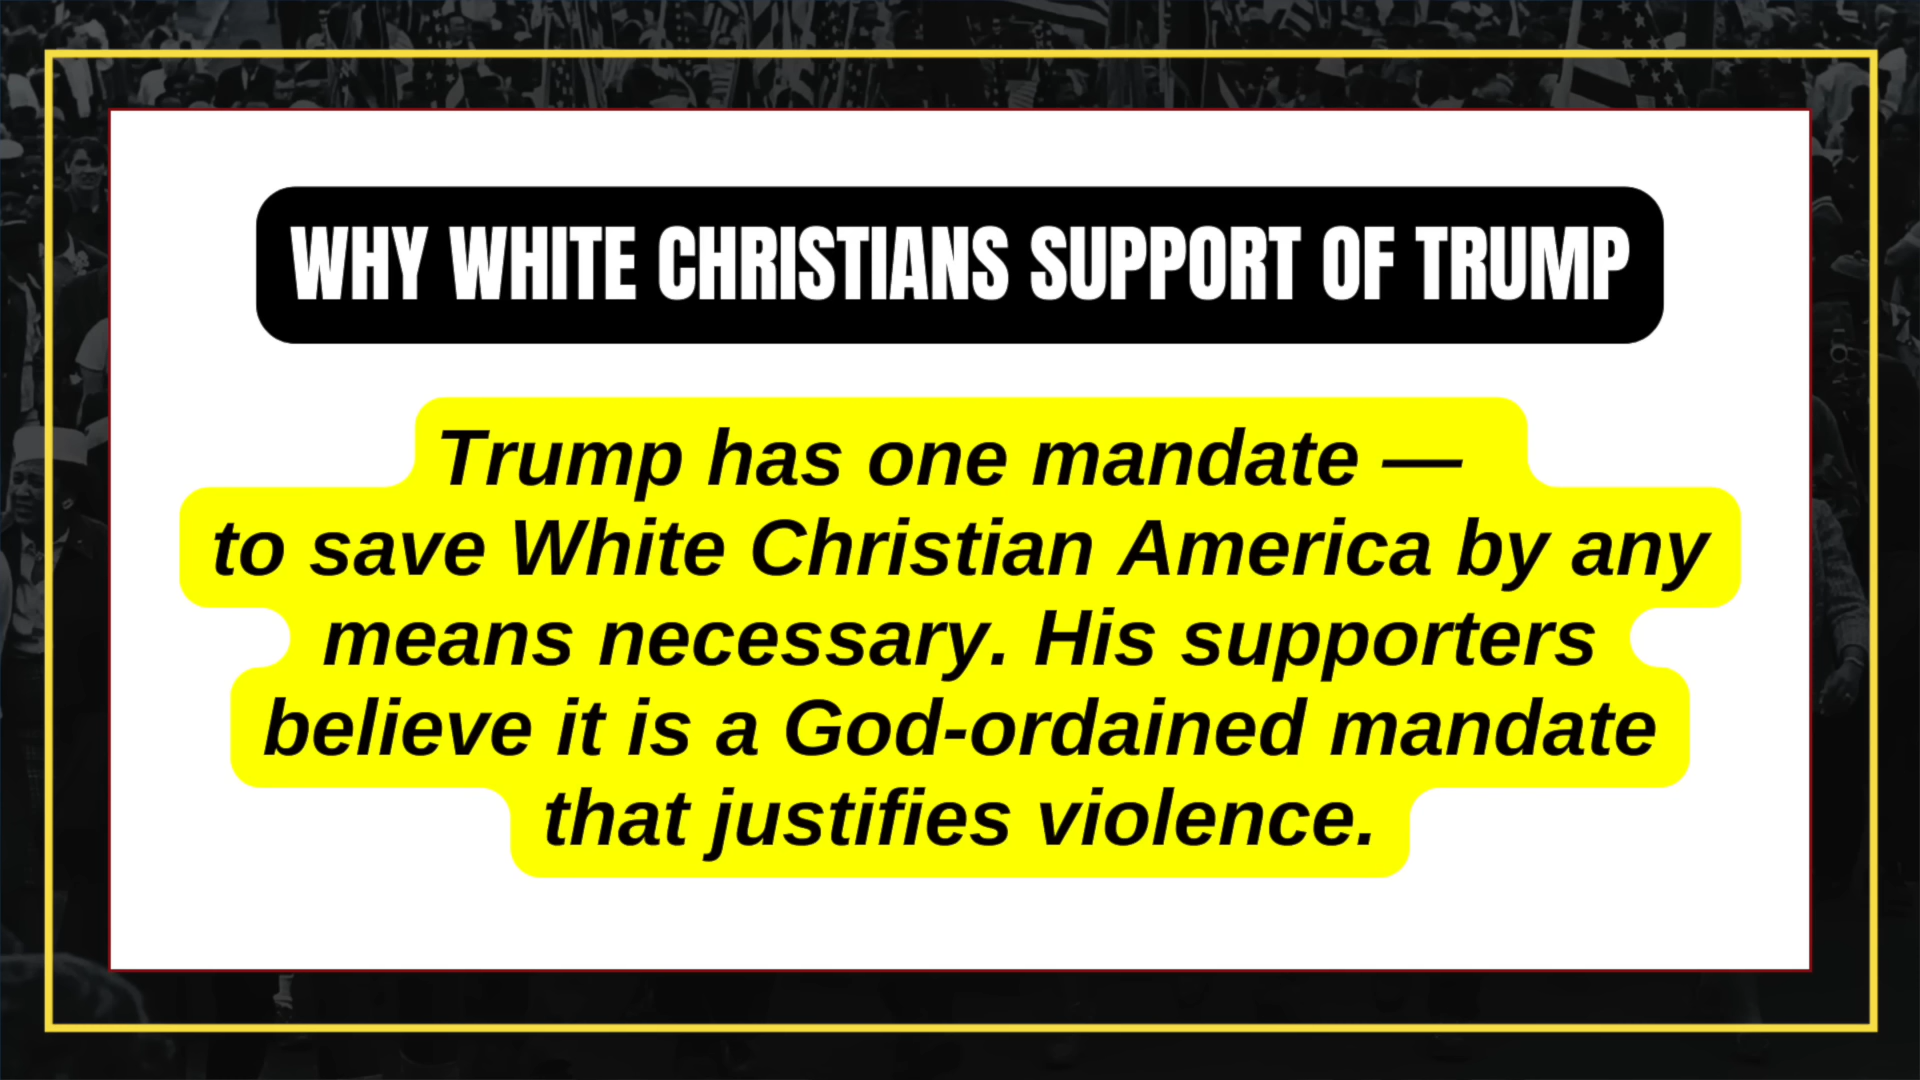 WHY WHITE CHRISTIANS SUPPORT OF TRUMP
Trump has one mandate —
to save White Christian America by any
means necessary. His supporters
believe it is a God-ordained mandate
that justifies violence.